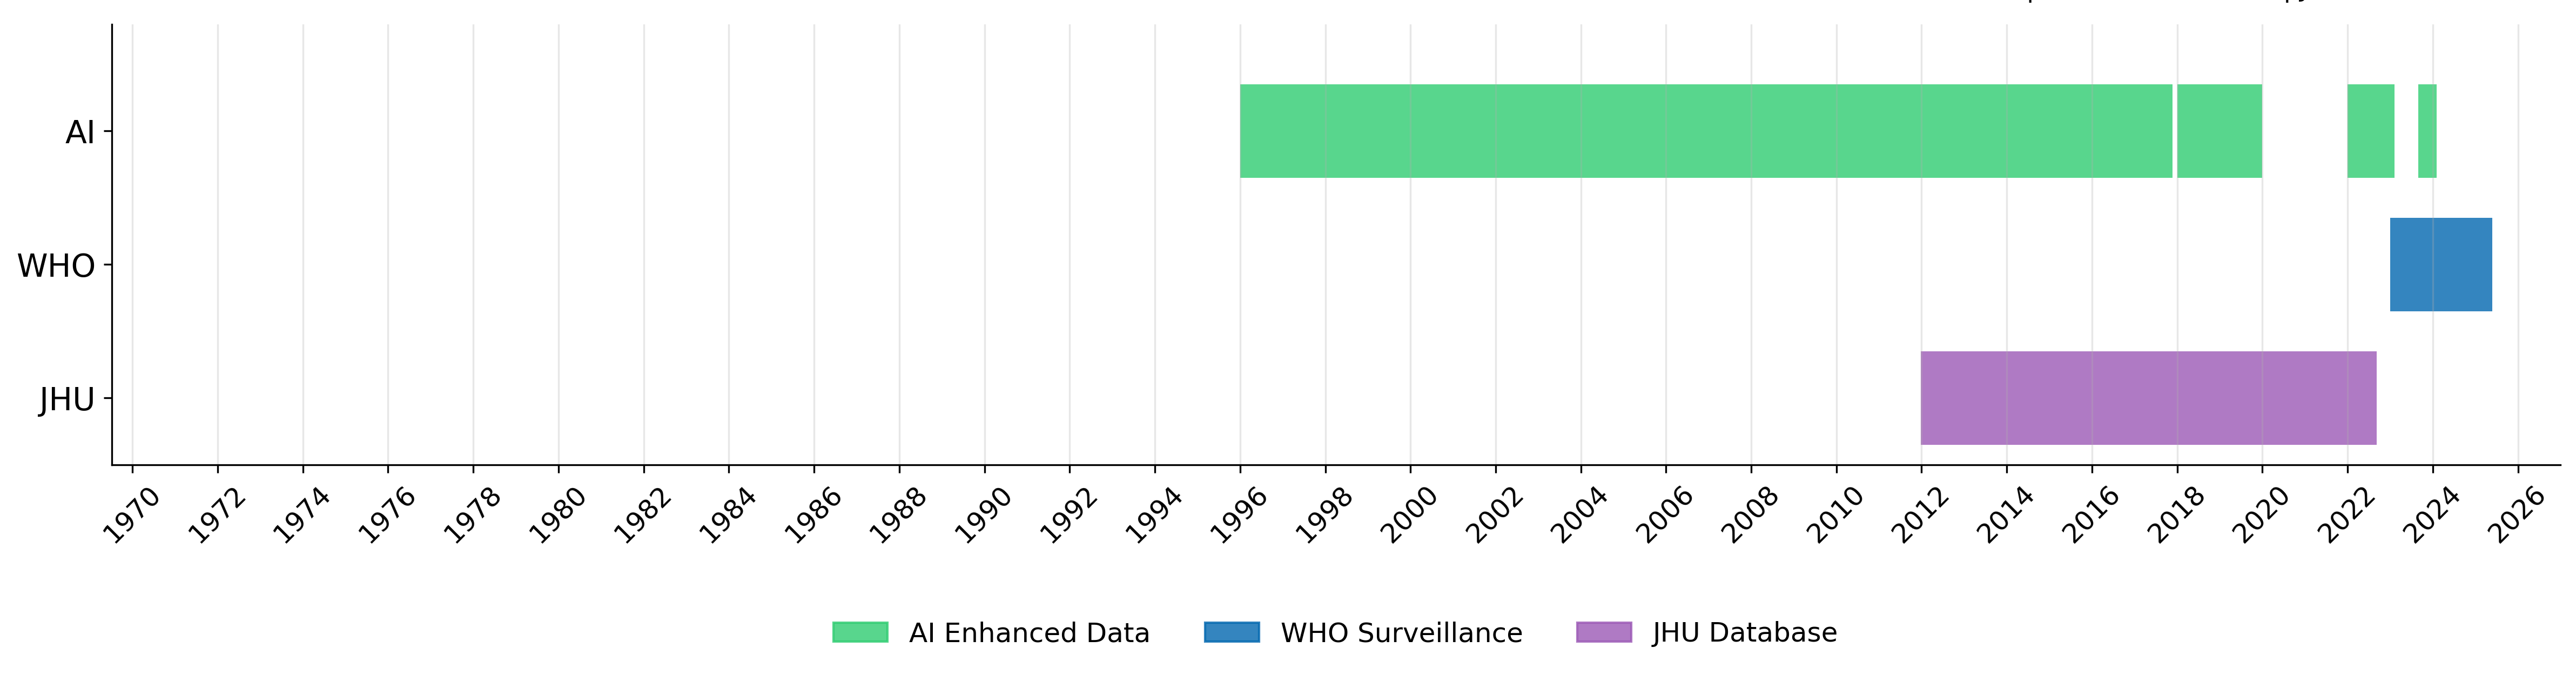 AI
WHO
JHU
1970 1972 1974 1976 1978 1980 1982 1984 1986 1988 1990 1992 1994 1996 1998 2000 2002 2004 2006 2008 2010 2012 2014 2016 2018 2020 2022 2024 2026
AI Enhanced Data WHO Surveillance JHU Database